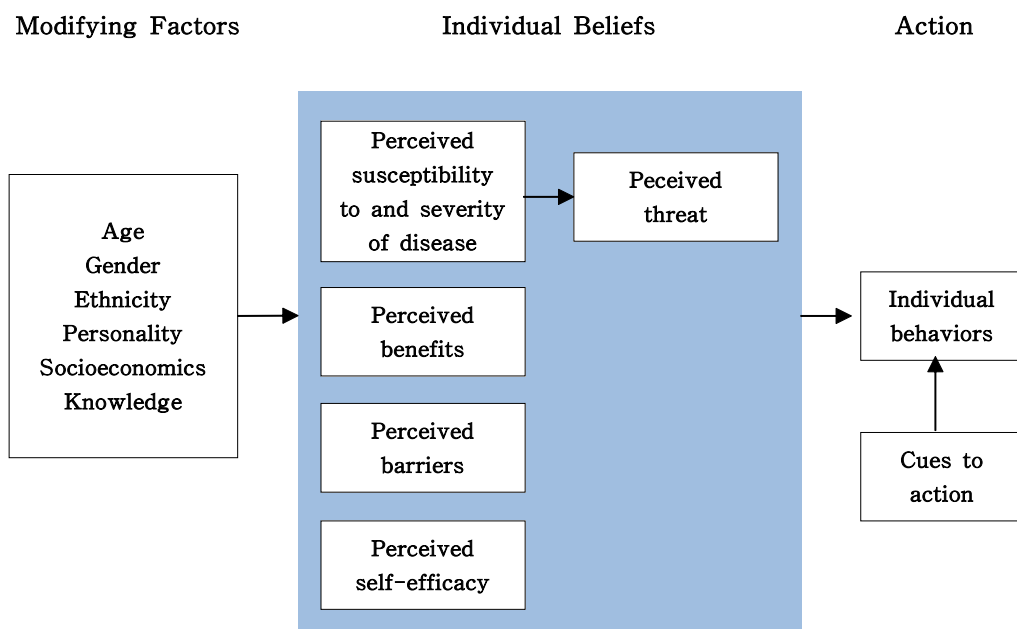 Modifying Factors
Individual Beliefs
Action
Age
Gender
Ethnicity
Personality
Socioeconomics
Knowledge
Perceived
susceptibility
to and severity
of disease
Peceived
threat
Perceived
benefits
Perceived
barriers
Perceived
self-efficacy
Individual
behaviors
Cues to
action